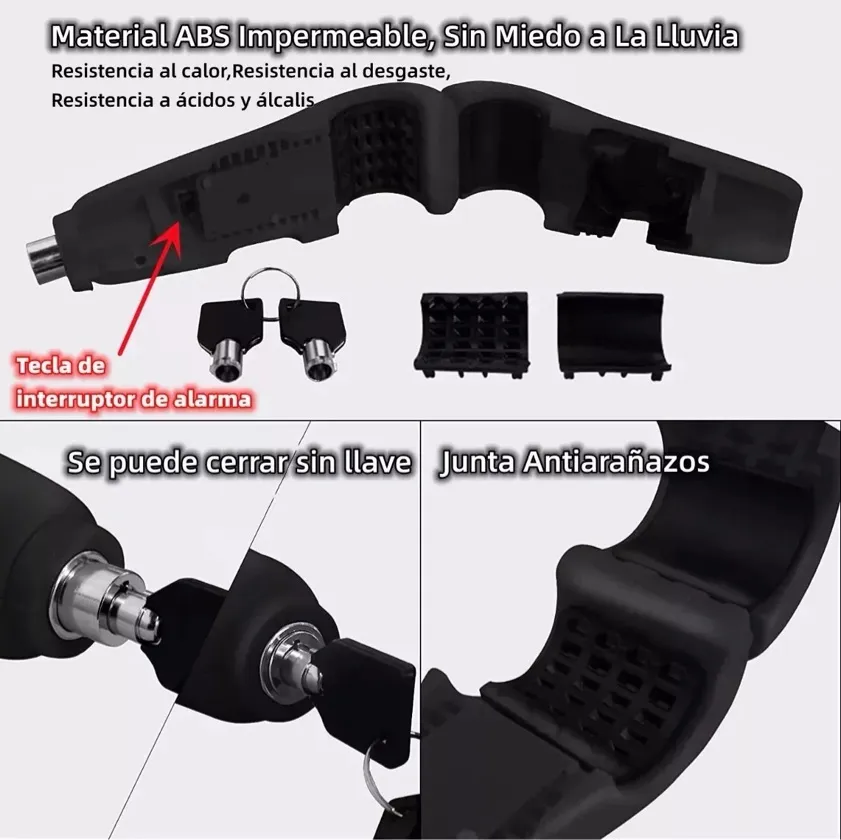 Material ABS Impermeable, Sin Miedo a La Lluvia
Resistencia al calor,Resistencia al desgaste,
Resistencia a ácidos y álcalis
Tecla de
interruptor de alarma
Se puede cerrar sin llave
Junta Antiarañazos